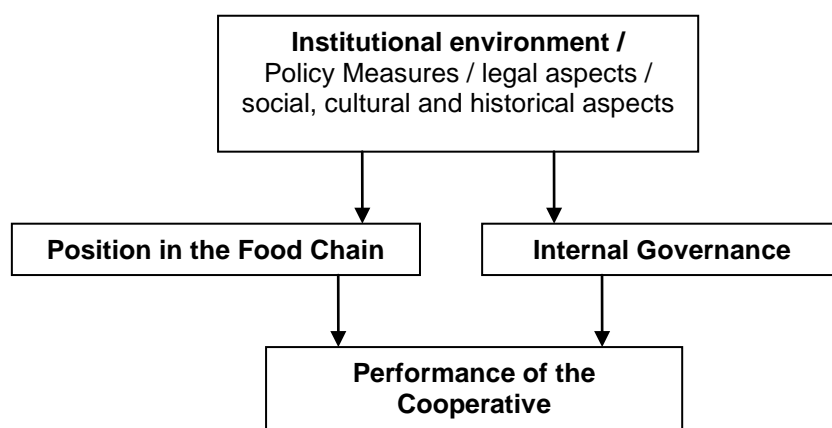 Institutional environment /
Policy Measures / legal aspects /
social, cultural and historical aspects
Position in the Food Chain
Internal Governance
Performance of the
Cooperative